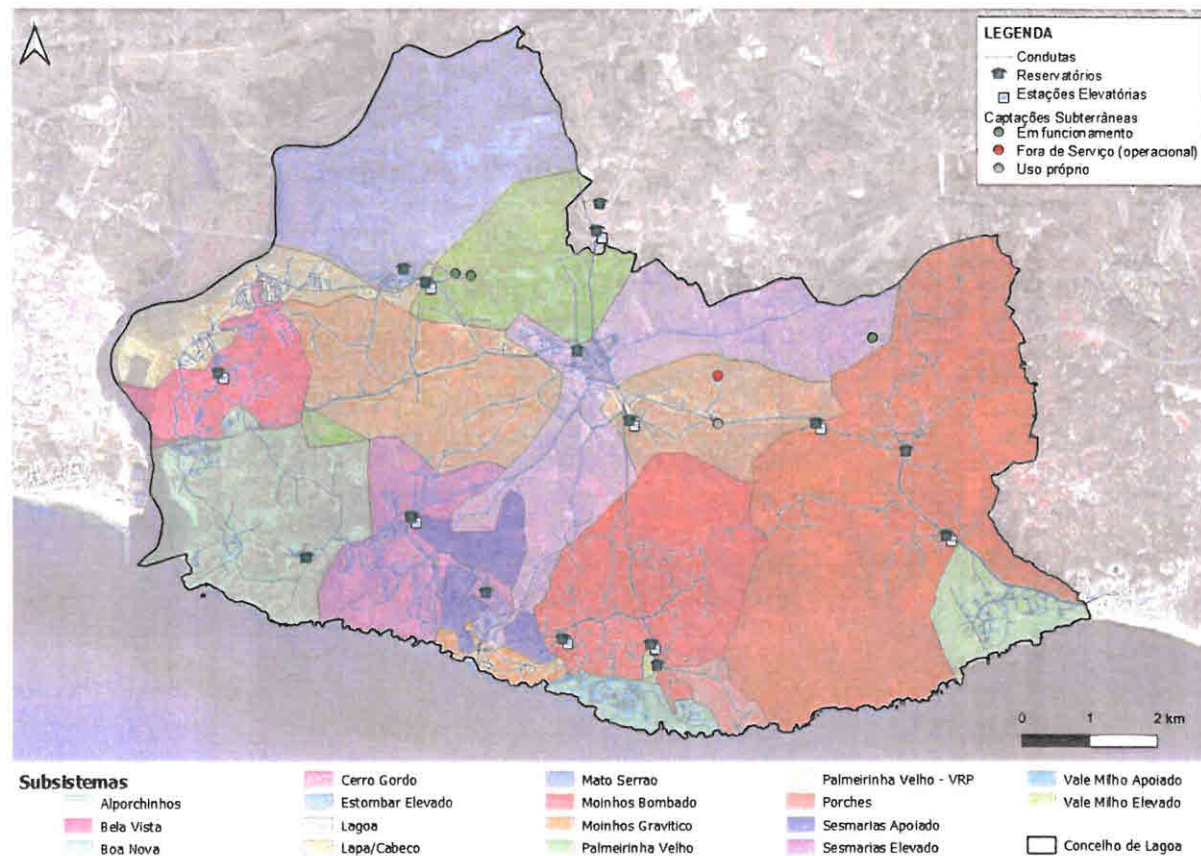 LEGENDA
Condutas
Reservatórios
Estações Elevatórias
Captações Subterrâneas
Em funcionamento
Fora de Serviço (operacional)
Uso próprio
0 1 2 km
Subsistemas
Alporchinhos
Bela Vista
Boa Nova
Cerro Gordo
Estombar Elevado
Lagoa
Lapa/Cabeco
Mato Serrao
Moinhos Bombado
Moinhos Gravitico
Palmeirinha Velho
Palmeirinha Velho - VRP
Porches
Sesmarias Apoiado
Sesmarias Elevado
Vale Milho Apoiado
Vale Milho Elevado
Concelho de Lagoa